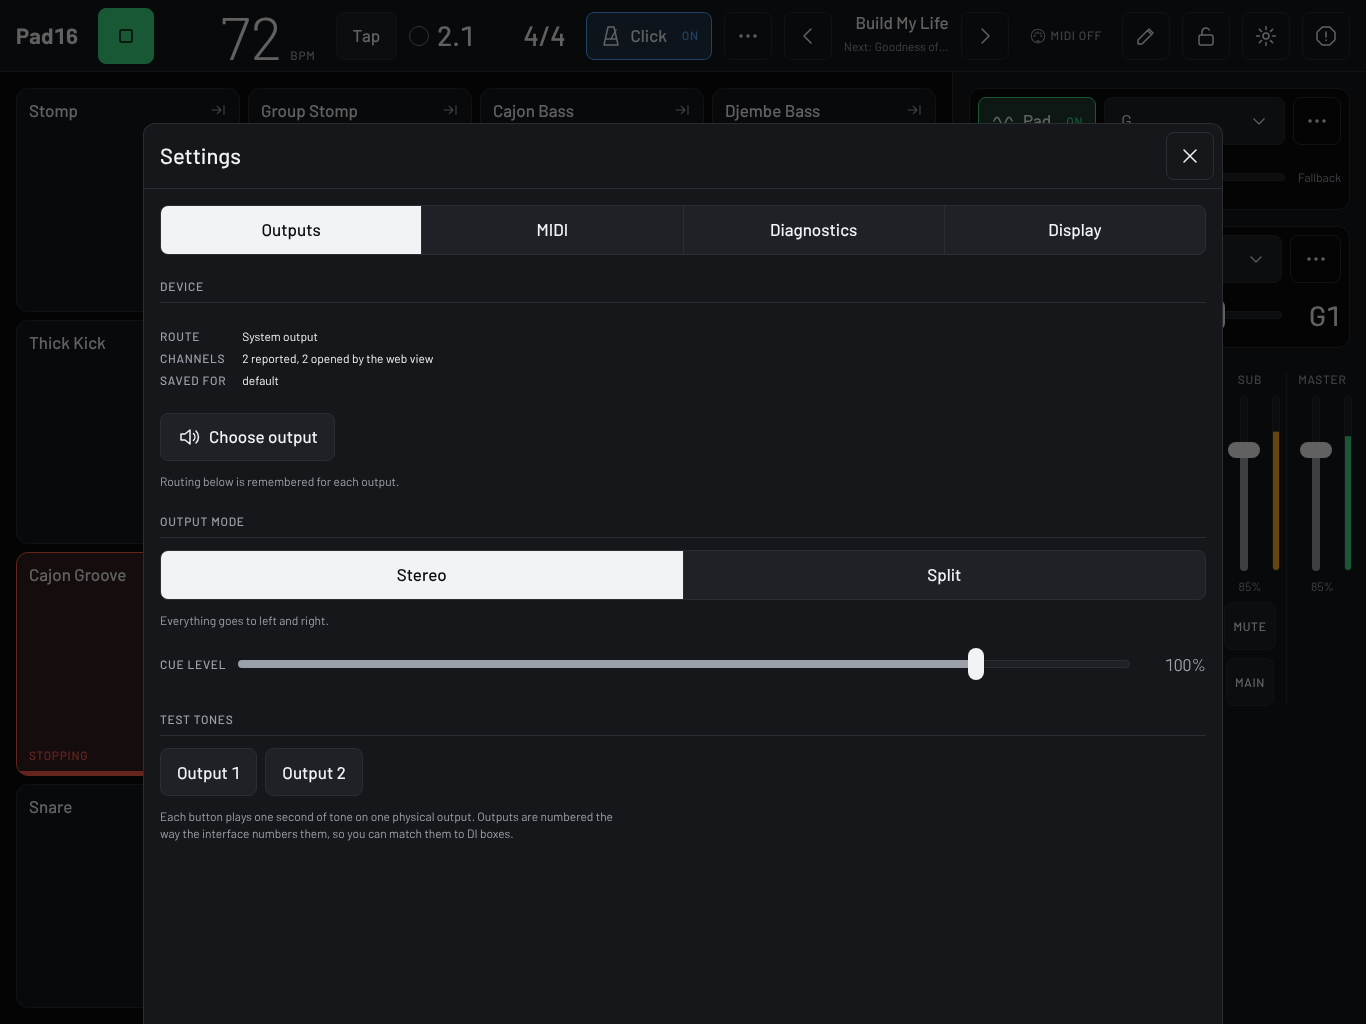 Pad16
72 BPM
Tap
2.1
4/4
Click ON
Build My Life
Next: Goodness of...
MIDI OFF
Stomp
Group Stomp
Cajon Bass
Djembe Bass
Pad ON
G
Fallback
Settings
Outputs
MIDI
Diagnostics
Display
DEVICE
ROUTE System output
CHANNELS 2 reported, 2 opened by the web view
SAVED FOR default
Choose output
Routing below is remembered for each output.
OUTPUT MODE
Stereo
Split
Everything goes to left and right.
CUE LEVEL
100%
TEST TONES
Output 1
Output 2
Each button plays one second of tone on one physical output. Outputs are numbered the
way the interface numbers them, so you can match them to DI boxes.
Thick Kick
Cajon Groove
STOPPING
Snare
G1
SUB
MASTER
85%
85%
MUTE
MAIN